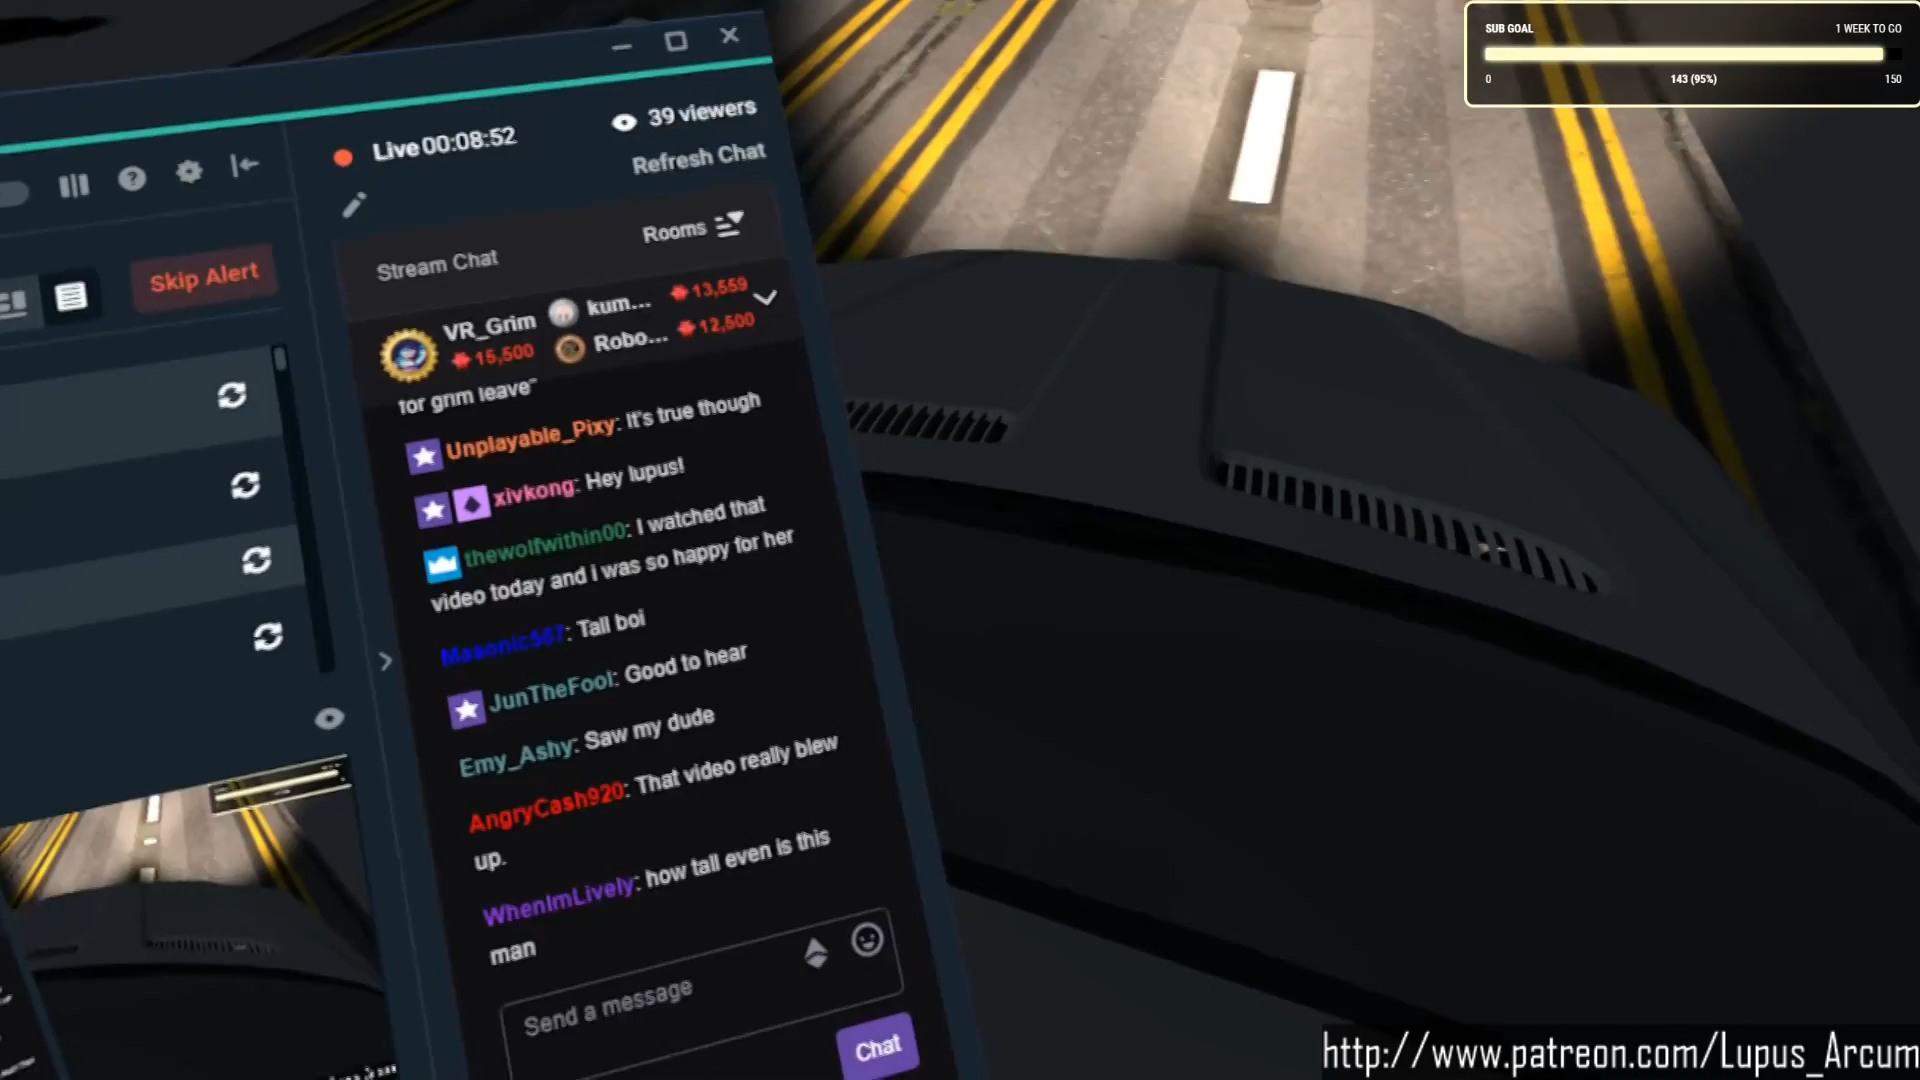 SUB GOAL
1 WEEK TO GO
0
143 (95%)
150
Live 00:08:52
39 viewers
Refresh Chat
Stream Chat
Rooms
Skip Alert
VR_Grim
15,500
kum...
13,559
Robo...
12,500
for grim leave"
Unplayable_Pixy: It's true though
xivkong: Hey lupus!
thewolfwithin00: I watched that
video today and i was so happy for her
Masonic567: Tall boi
JunTheFool: Good to hear
Emy_Ashy: Saw my dude
AngryCash920: That video really blew
up.
WhenImLively: how tall even is this
man
Send a message
Chat
http://www.patreon.com/Lupus_Arcum